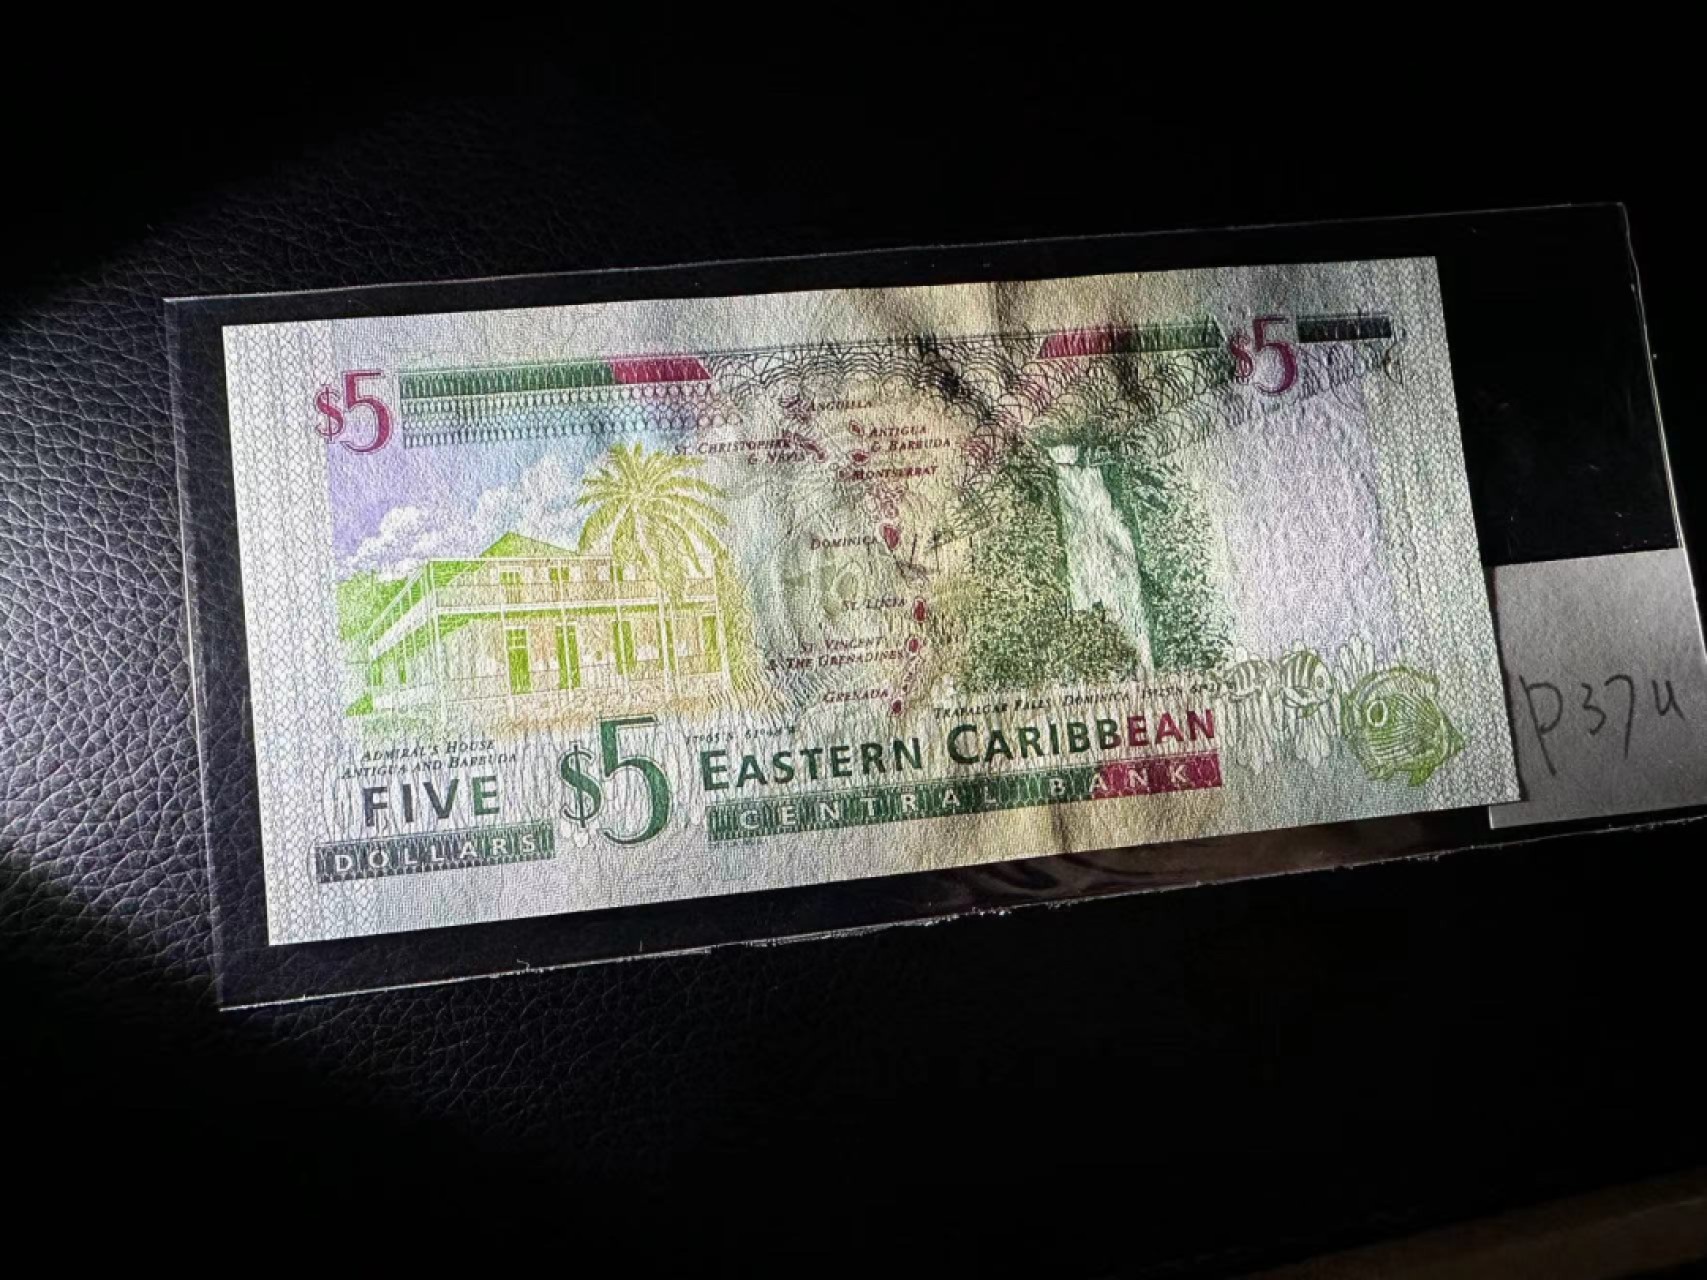 $5
$5
ANGUILLA
ANTIGUA
& BARBUDA
ST. CHRISTOPHER
& NEVIS
MONTSERRAT
DOMINICA
ST. LUCIA
ST. VINCENT
& THE GRENADINES
GRENADA
TRAFALGAR FALLS, DOMINICA
ADMIRAL'S HOUSE
ANTIGUA AND BARBUDA
FIVE
DOLLARS
$5
EASTERN CARIBBEAN
CENTRAL BANK
P37u